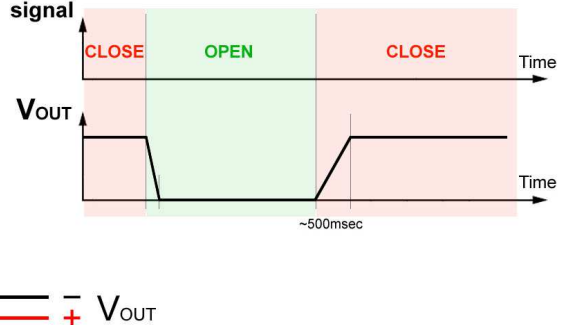 signal
CLOSE OPEN CLOSE
Time
VOUT
Time
~500msec
− VOUT
+